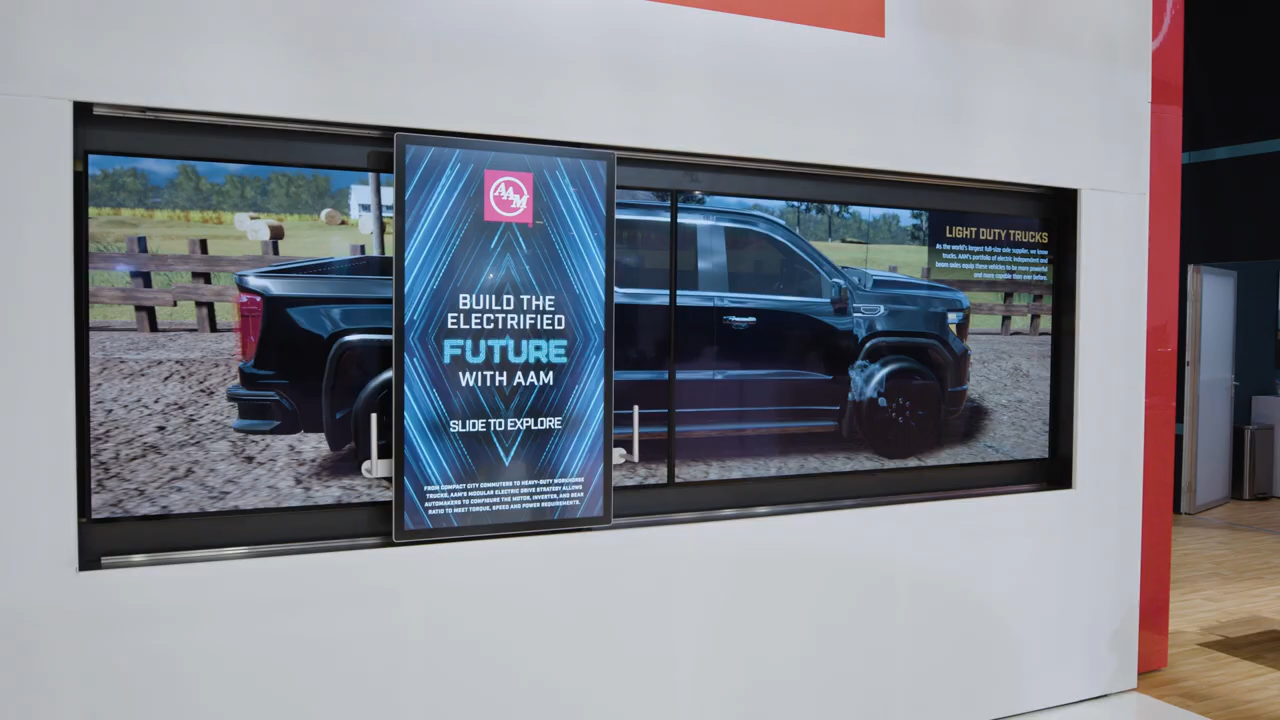 AAM
BUILD THE
ELECTRIFIED
FUTURE
WITH AAM
SLIDE TO EXPLORE
FROM COMPACT CITY COMMUTERS TO HEAVY-DUTY WORKHORSE
TRUCKS, AAM'S MODULAR ELECTRIC DRIVE STRATEGY ALLOWS
AUTOMAKERS TO CONFIGURE THE MOTOR, INVERTER, AND GEAR
RATIO TO MEET TORQUE, SPEED AND POWER REQUIREMENTS.
LIGHT DUTY TRUCKS
As the world's largest full-size axle supplier, we know
trucks. AAM's portfolio of electric independent and
beam axles equip these vehicles to be more powerful
and more capable than ever before.